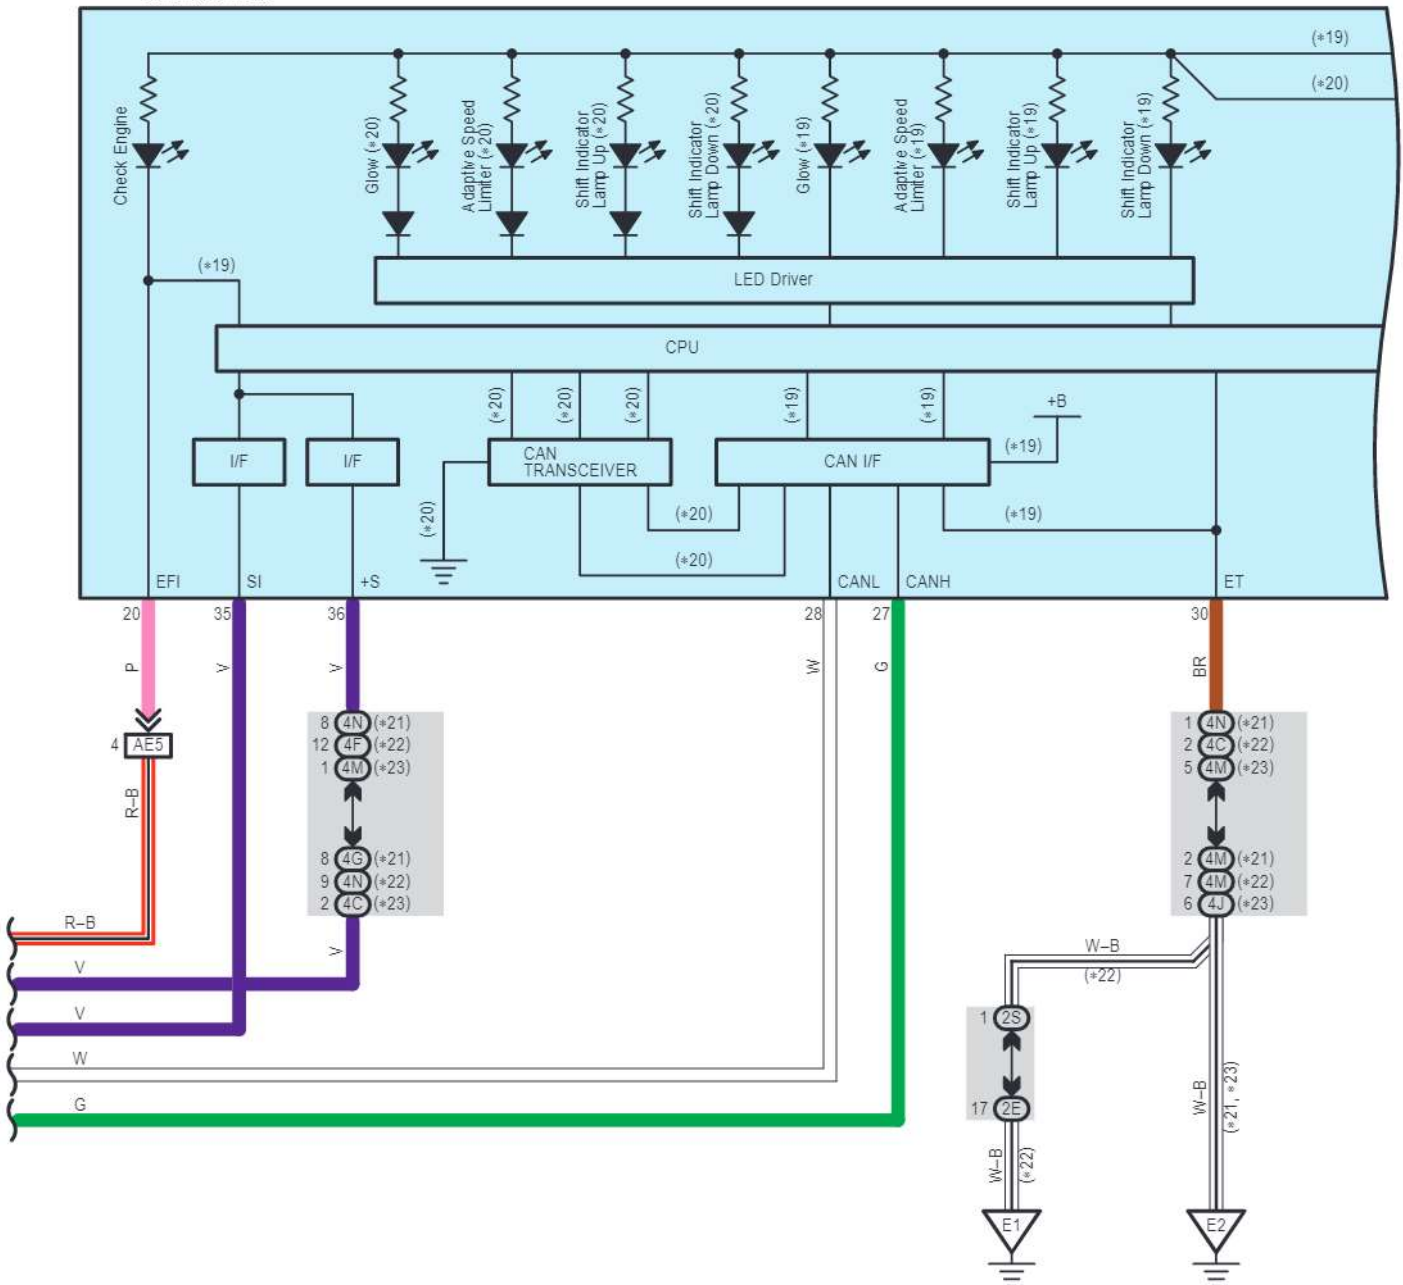 (*19)
(*20)
Check Engine
Glow (*20)
Adaptive Speed
Limiter (*20)
Shift Indicator
Lamp Up (*20)
Shift Indicator
Lamp Down (*20)
Glow (*19)
Adaptive Speed
Limiter (*19)
Shift Indicator
Lamp Up (*19)
Shift Indicator
Lamp Down (*19)
(*19)
LED Driver
CPU
(*20)
(*20)
(*20)
(*19)
(*19)
+B
I/F
I/F
CAN
TRANSCEIVER
CAN I/F
(*19)
(*20)
(*20)
(*19)
(*20)
EFI
SI
+S
CANL
CANH
ET
20
35
36
28
27
30
P
V
V
W
G
BR
8 4N (*21)
12 4F (*22)
1 4M (*23)
1 4N (*21)
2 4C (*22)
5 4M (*23)
4 AE5
R–B
8 4G (*21)
9 4N (*22)
2 4C (*23)
2 4M (*21)
7 4M (*22)
6 4J (*23)
R–B
V
V
V
W
G
W–B
(*22)
1 2S
17 2E
W–B
(*21, *23)
W–B
(*22)
E1
E2